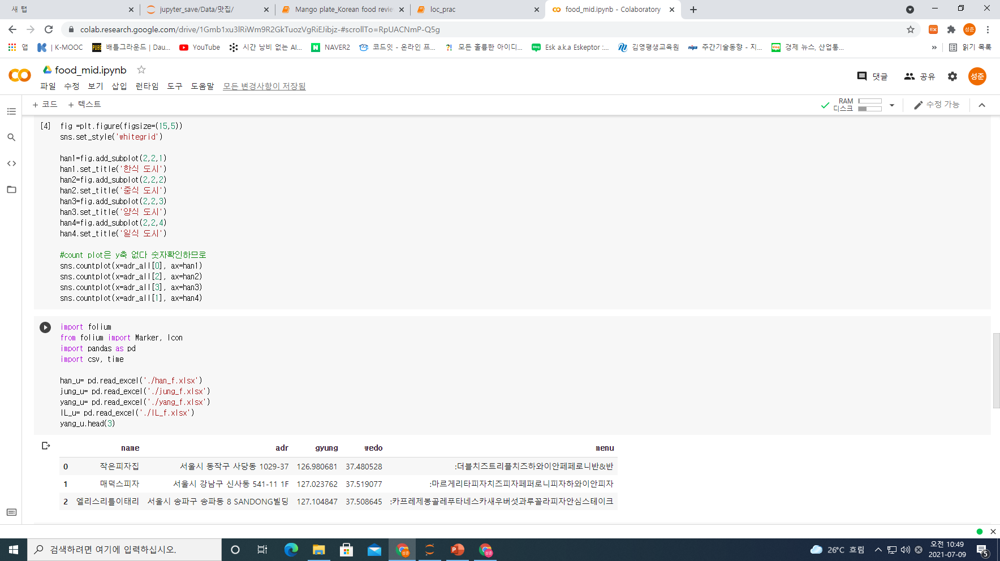 새 탭
jupyter_save/Data/맛집/
Mango plate_Korean food revie
loc_prac
food_mid.ipynb - Colaboratory
colab.research.google.com/drive/1Gmb1xu3lRiWm9R2GkTuozVgRiEJibjz-#scrollTo=RpUACNmP-Q5g
성준
앱
| K-MOOC
배틀그라운드 | Dau...
YouTube
시간 낭비 없는 AI...
NAVER2
코드잇 - 온라인 프...
모든 훌륭한 아이디...
Esk a.k.a Eskeptor :...
김영평생교육원
nips
주간기술동향 - 지...
blog
경제 뉴스, 산업통...
»
읽기 목록
food_mid.ipynb
파일 수정 보기 삽입 런타임 도구 도움말 모든 변경사항이 저장됨
댓글
공유
성준
+ 코드 + 텍스트
RAM
디스크
수정 가능
[4] fig =plt.figure(figsize=(15,5))
sns.set_style('whitegrid')
han1=fig.add_subplot(2,2,1)
han1.set_title('한식 도시')
han2=fig.add_subplot(2,2,2)
han2.set_title('중식 도시')
han3=fig.add_subplot(2,2,3)
han3.set_title('양식 도시')
han4=fig.add_subplot(2,2,4)
han4.set_title('일식 도시')
#count plot은 y축 없다 숫자확인하므로
sns.countplot(x=adr_all[0], ax=han1)
sns.countplot(x=adr_all[2], ax=han2)
sns.countplot(x=adr_all[3], ax=han3)
sns.countplot(x=adr_all[1], ax=han4)
import folium
from folium import Marker, Icon
import pandas as pd
import csv, time
han_u= pd.read_excel('./han_f.xlsx')
jung_u= pd.read_excel('./jung_f.xlsx')
yang_u= pd.read_excel('./yang_f.xlsx')
IL_u= pd.read_excel('./IL_f.xlsx')
yang_u.head(3)
name adr gyung wedo menu
0 작은피자집 서울시 동작구 사당동 1029-37 126.980681 37.480528 :더블치즈트리플치즈하와이안페페로니반&반
1 매덕스피자 서울시 강남구 신사동 541-11 1F 127.023762 37.519077 :마르게리타피자치즈피자페퍼로니피자하와이안피자
2 엘리스리틀이태리 서울시 송파구 송파동 8 SANDONG빌딩 127.104847 37.508645 :카프레제봉골레푸타네스카새우버섯과루꼴라피자안심스테이크
검색하려면 여기에 입력하십시오.
26°C 흐림
오전 10:49
2021-07-09
5